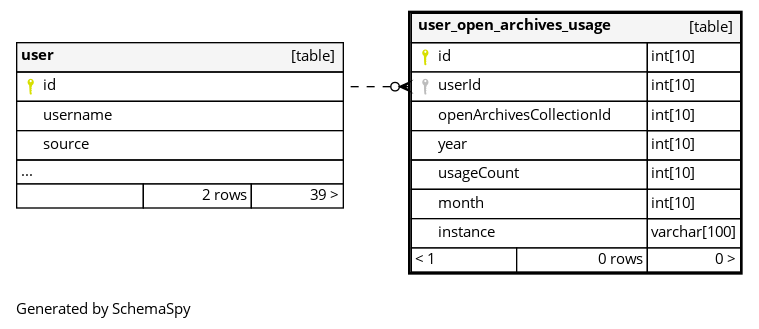 user [table]
id
username
source
...
2 rows 39 >
user_open_archives_usage [table]
id int[10]
userId int[10]
openArchivesCollectionId int[10]
year int[10]
usageCount int[10]
month int[10]
instance varchar[100]
< 1 0 rows 0 >
Generated by SchemaSpy